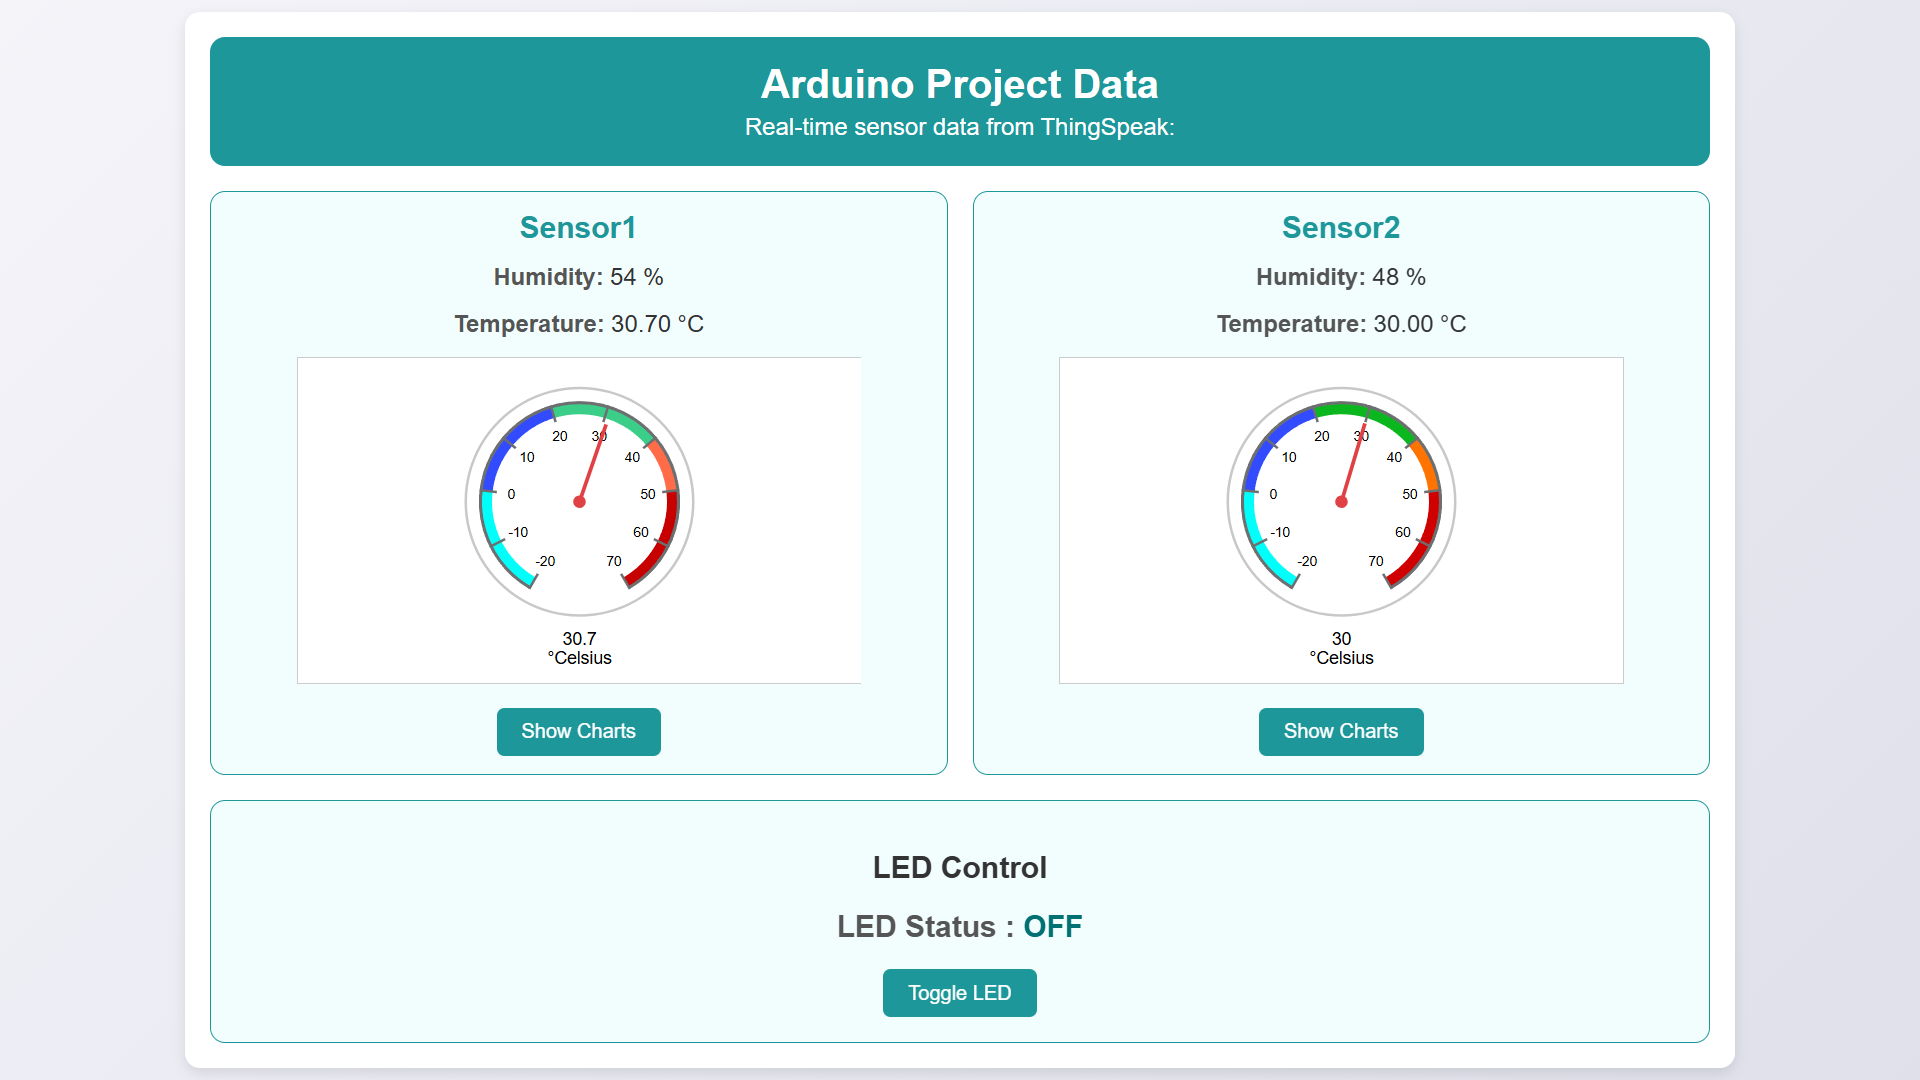 Arduino Project Data
Real-time sensor data from ThingSpeak:
Sensor1
Humidity: 54 %
Temperature: 30.70 °C
20
30
10
40
0
50
-10
60
-20
70
30.7
°Celsius
Show Charts
Sensor2
Humidity: 48 %
Temperature: 30.00 °C
20
30
10
40
0
50
-10
60
-20
70
30
°Celsius
Show Charts
LED Control
LED Status : OFF
Toggle LED